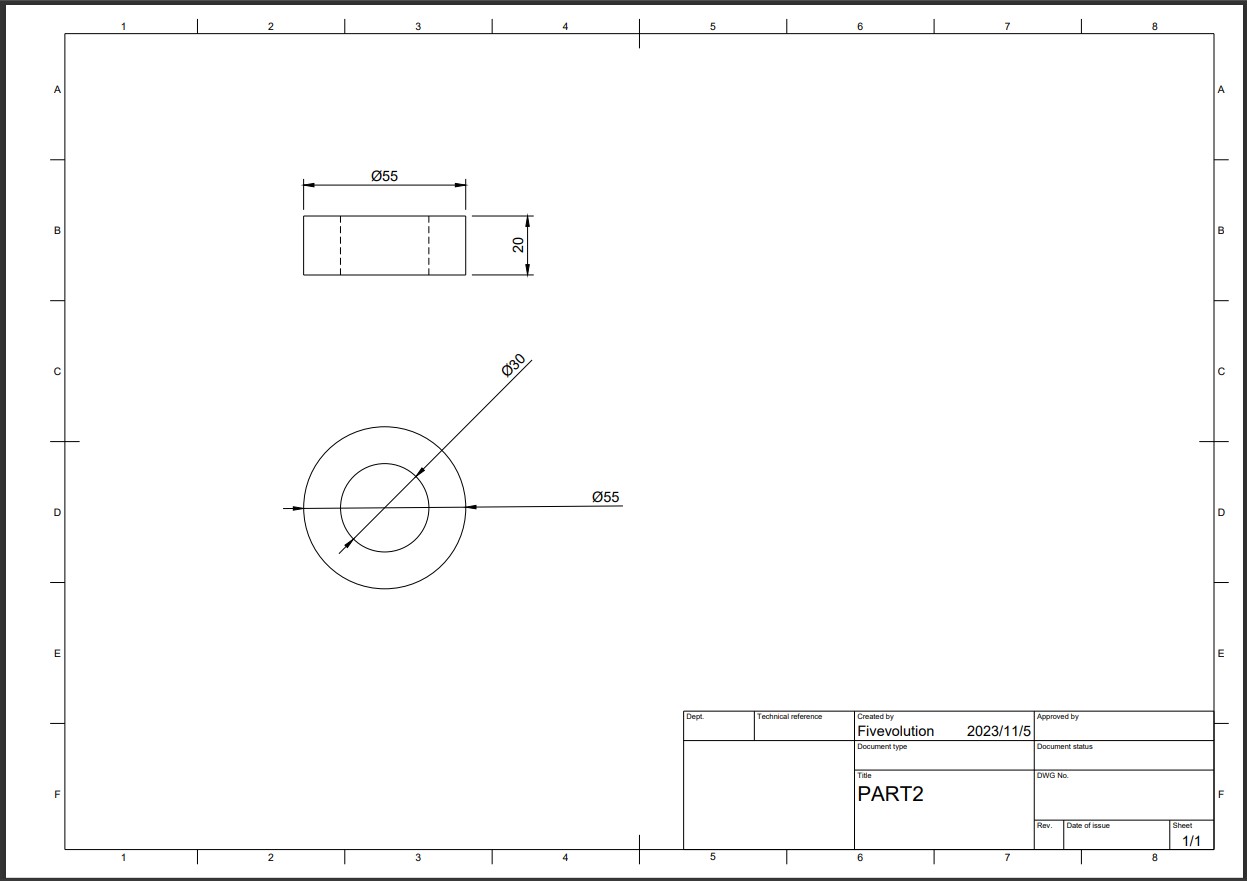 1 2 3 4 5 6 7 8
A A
Ø55
B B
20
Ø30
C C
Ø55
D D
E E
Dept. Technical reference Created by Approved by
Fivevolution 2023/11/5
Document type Document status
Title DWG No.
PART2
F F
Rev. Date of issue Sheet
1/1
1 2 3 4 5 6 7 8